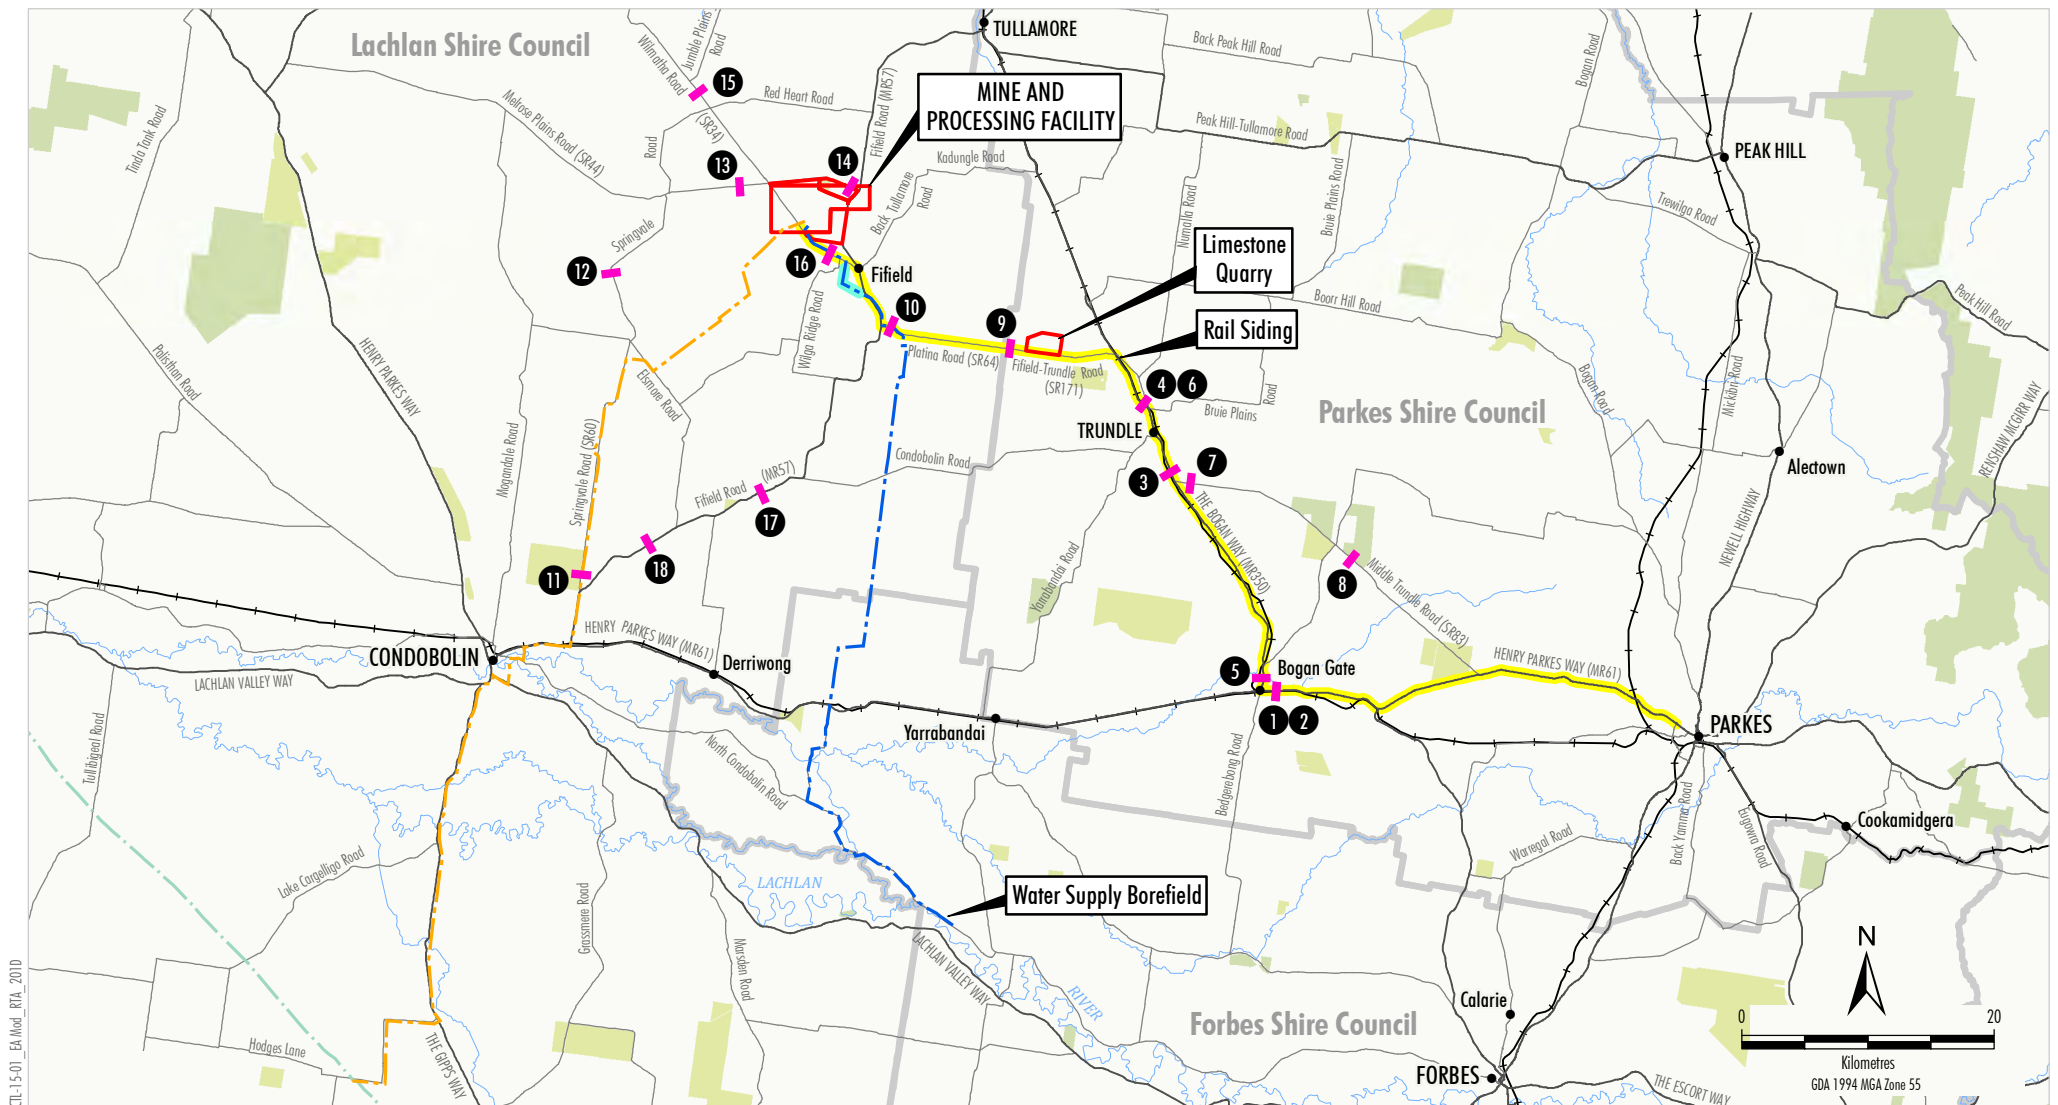 Lachlan Shire Council
TULLAMORE
Jumble Plains
Road
Wilmatha Road
(SR34)
Back Peak Hill Road
Bogan Road
15
Red Heart Road
Fifield Road (MR57)
MINE AND
PROCESSING FACILITY
Tinda Tank Road
Melrose Plains Road (SR44)
Road
Springvale
Peak Hill-Tullamore Road
PEAK HILL
Kadungle Road
13
14
Back Tullamore
Road
Numalla Road
Bruie Plains Road
Trewilga Road
12
16
Fifield
Limestone
Quarry
Wilga Ridge Road
10
9
Boorr Hill Road
Peak Hill Road
Rail Siding
HENRY PARKES WAY
Polisthan Road
Platina Road (SR64)
Fifield-Trundle Road
(SR171)
Elsmore Road
4
6
Bruie Plains
Road
Bogan Road
Mickibri Road
RENSHAW MCGIRR WAY
Parkes Shire Council
TRUNDLE
Mogandale Road
Springvale Road (SR60)
Condobolin Road
Fifield Road
(MR57)
3
7
Alectown
17
18
11
THE BOGAN WAY (MR350)
NEWELL HIGHWAY
8
Middle Trundle Road (SR83)
Yarrabandai Road
HENRY PARKES WAY (MR61)
CONDOBOLIN
Derriwong
5
Bogan Gate
HENRY PARKES WAY (MR61)
LACHLAN VALLEY WAY
1
2
Yarrabandai
PARKES
Tullibigeal Road
North Condobolin Road
Bedgerebong Road
Back Yamma Road
Eugowra Road
Cookamidgera
Warregal Road
Lake Cargelligo Road
LACHLAN
Water Supply Borefield
Grassmere Road
Marsden Road
LACHLAN VALLEY WAY
RIVER
N
Calarie
Forbes Shire Council
0
20
Kilometres
GDA 1994 MGA Zone 55
Hodges Lane
THE GIPPS WAY
FORBES
THE ESCORT WAY
CTL-15-01_EA Mod_RTA_201D